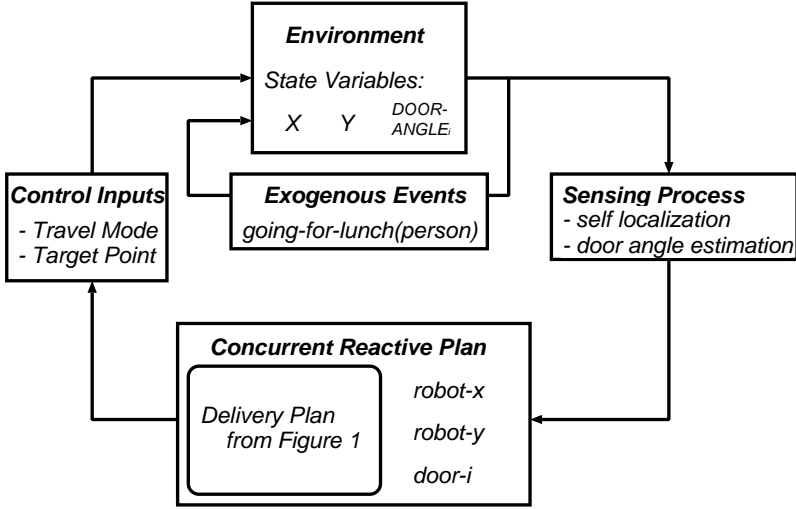 Environment
State Variables:
X Y DOOR-
ANGLEi
Control Inputs
- Travel Mode
- Target Point
Exogenous Events
going-for-lunch(person)
Sensing Process
- self localization
- door angle estimation
Concurrent Reactive Plan
Delivery Plan
from Figure 1
robot-x
robot-y
door-i